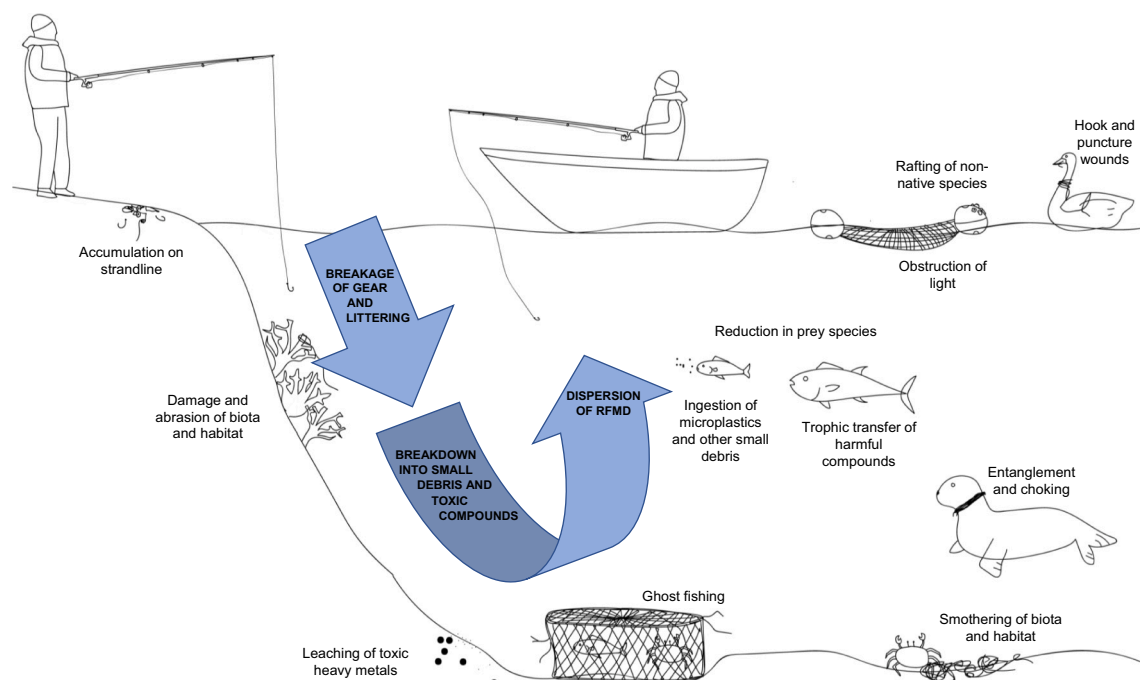 Hook and
puncture
wounds
Rafting of non-
native species
Accumulation on
strandline
Obstruction of
light
BREAKAGE
OF GEAR
AND
LITTERING
Reduction in prey species
Damage and
abrasion of biota
and habitat
DISPERSION
OF RFMD
Ingestion of
microplastics
and other small
debris
Trophic transfer of
harmful
compounds
BREAKDOWN
INTO SMALL
DEBRIS AND
TOXIC
COMPOUNDS
Entanglement
and choking
Ghost fishing
Smothering of biota
and habitat
Leaching of toxic
heavy metals